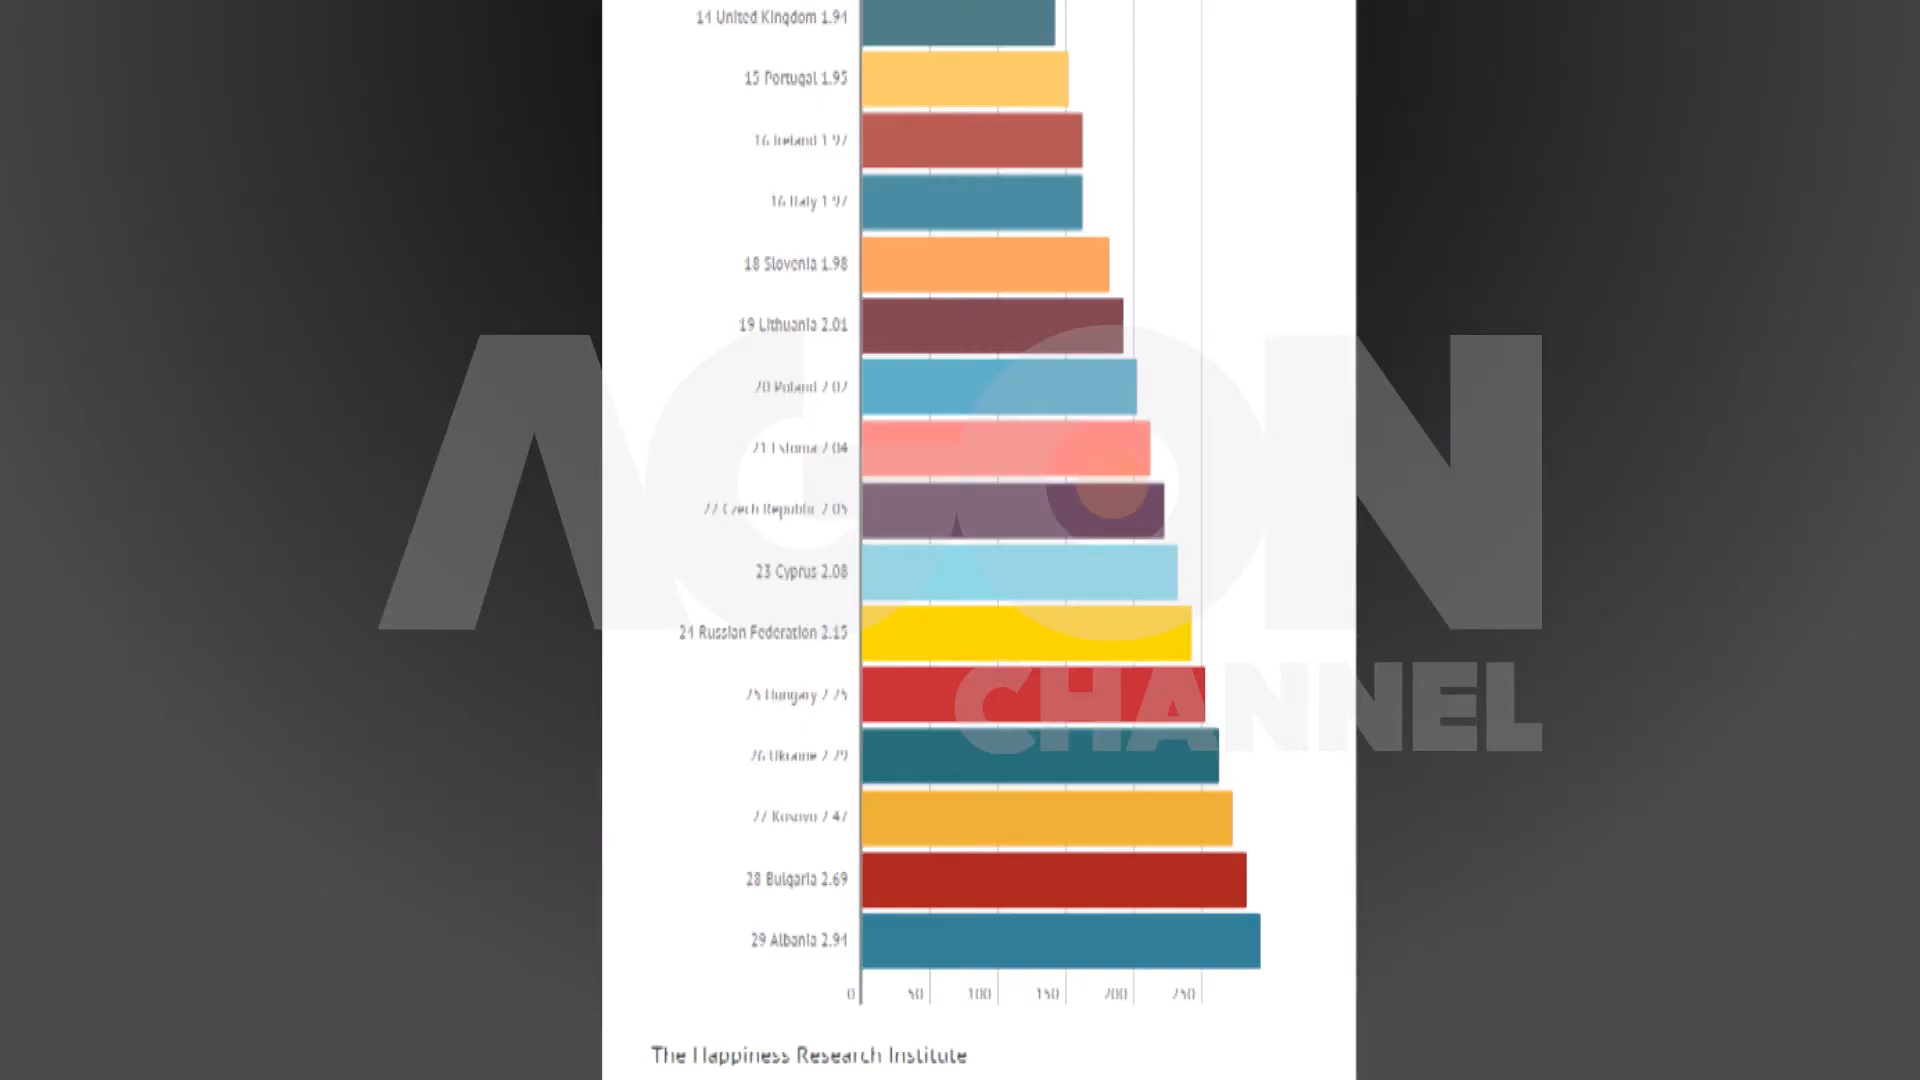 14 United Kingdom 1.94
15 Portugal 1.95
16 Ireland 1.97
16 Italy 1.97
18 Slovenia 1.98
19 Lithuania 2.01
20 Poland 2.02
21 Estonia 2.04
22 Czech Republic 2.05
23 Cyprus 2.08
24 Russian Federation 2.15
25 Hungary 2.25
26 Ukraine 2.29
27 Kosovo 2.47
28 Bulgaria 2.69
29 Albania 2.94
0 50 100 150 200 250
The Happiness Research Institute
AGON
CHANNEL